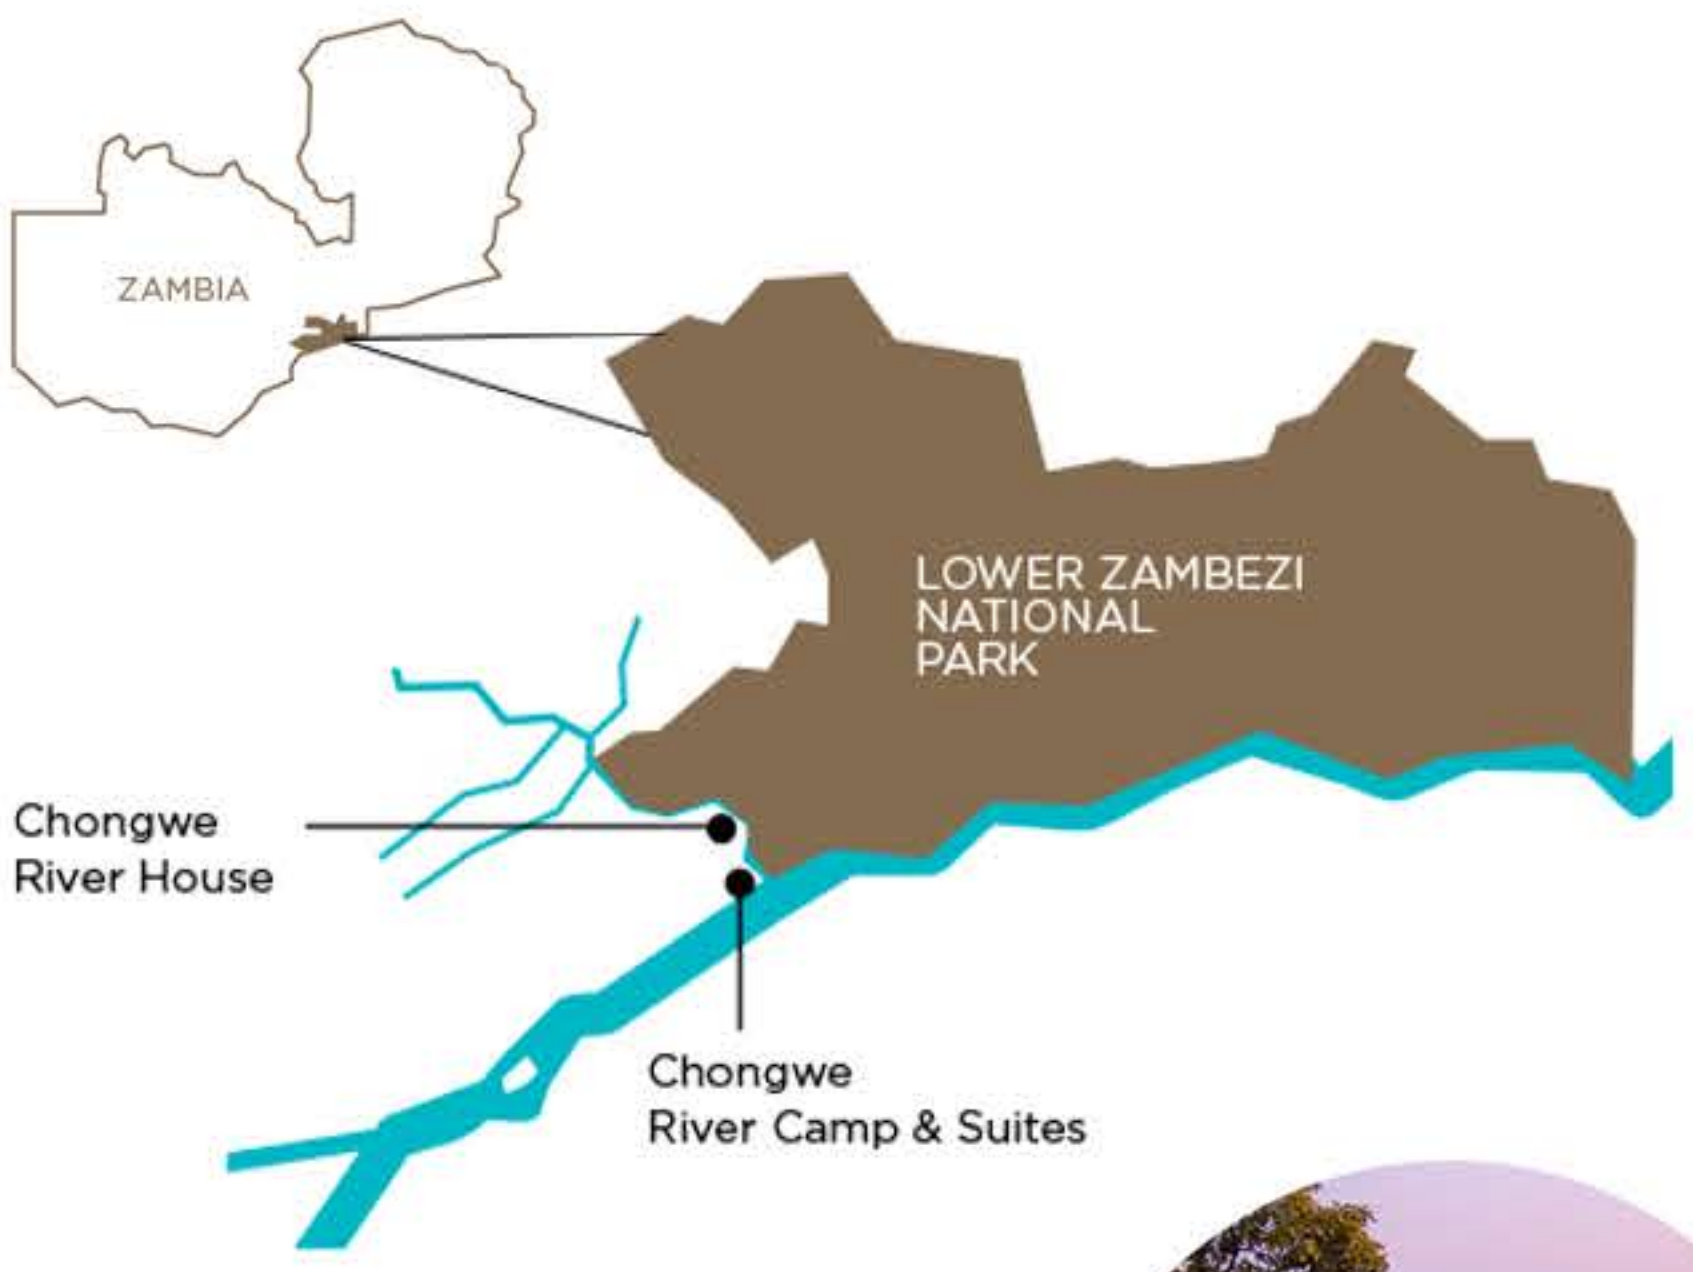 ZAMBIA
LOWER ZAMBEZI
NATIONAL
PARK
Chongwe
River House
Chongwe
River Camp & Suites